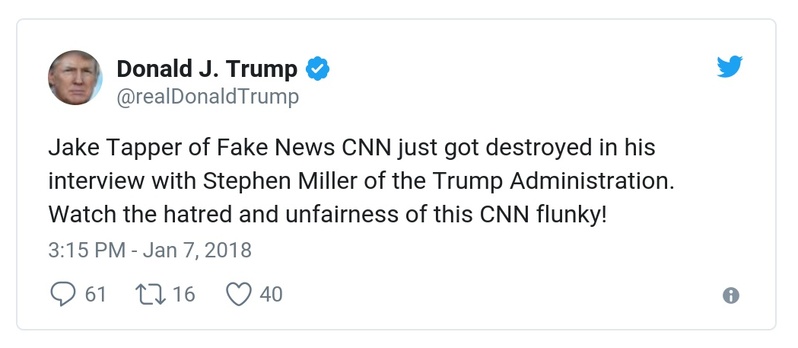 Donald J. Trump
@realDonaldTrump
Jake Tapper of Fake News CNN just got destroyed in his
interview with Stephen Miller of the Trump Administration.
Watch the hatred and unfairness of this CNN flunky!
3:15 PM - Jan 7, 2018
61 16 40